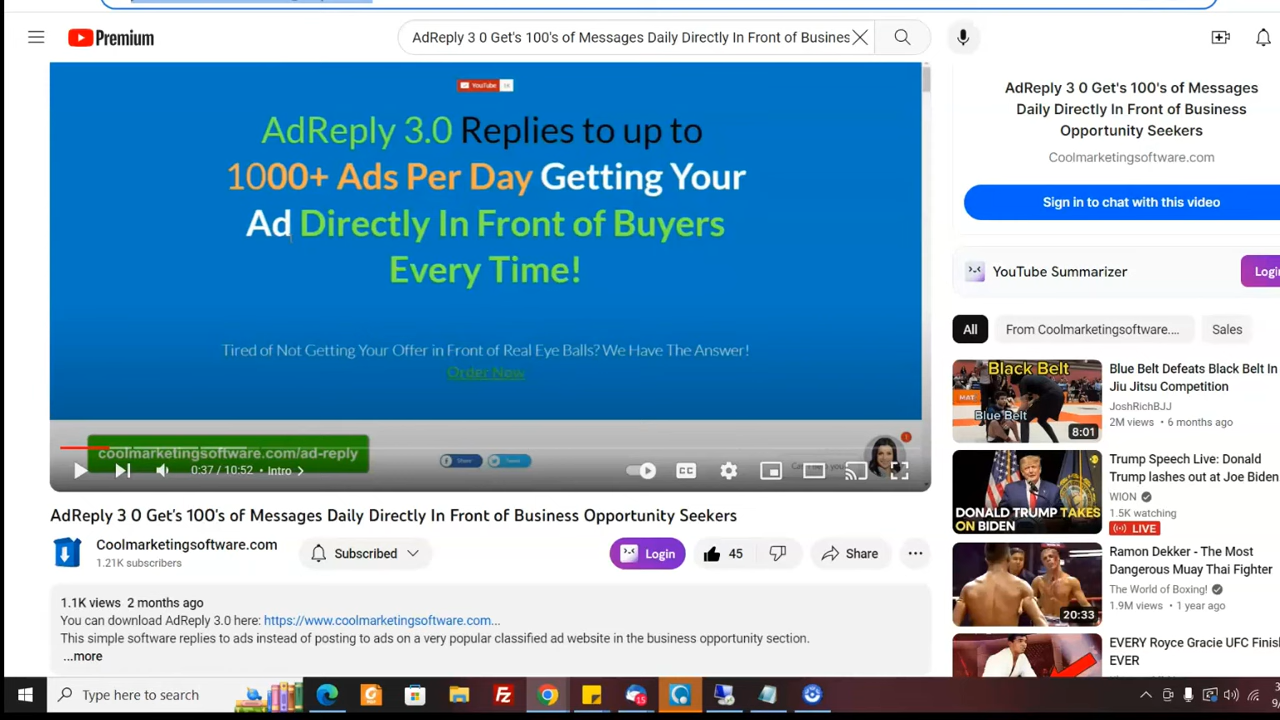 Premium
AdReply 3 0 Get's 100's of Messages Daily Directly In Front of Busines
YouTube 1K
AdReply 3.0 Replies to up to
1000+ Ads Per Day Getting Your
Ad Directly In Front of Buyers
Every Time!
Tired of Not Getting Your Offer in Front of Real Eye Balls? We Have The Answer!
Order Now
coolmarketingsoftware.com/ad-reply
Share
Tweet
1
0:37 / 10:52 • Intro
CC
AdReply 3 0 Get's 100's of Messages Daily Directly In Front of Business Opportunity Seekers
Coolmarketingsoftware.com
1.21K subscribers
Subscribed
Login
45
Share
1.1K views 2 months ago
You can download AdReply 3.0 here: https://www.coolmarketingsoftware.com...
This simple software replies to ads instead of posting to ads on a very popular classified ad website in the business opportunity section.
...more
AdReply 3 0 Get's 100's of Messages
Daily Directly In Front of Business
Opportunity Seekers
Coolmarketingsoftware.com
Sign in to chat with this video
YouTube Summarizer
Login
All
From Coolmarketingsoftware....
Sales
Black Belt
MAT
Blue Belt
8:01
Blue Belt Defeats Black Belt In
Jiu Jitsu Competition
JoshRichBJJ
2M views • 6 months ago
DONALD TRUMP TAKES
ON BIDEN
Trump Speech Live: Donald
Trump lashes out at Joe Biden
WION
1.5K watching
LIVE
20:33
Ramon Dekker - The Most
Dangerous Muay Thai Fighter
The World of Boxing!
1.9M views • 1 year ago
EVERY Royce Gracie UFC Finis
EVER
Type here to search